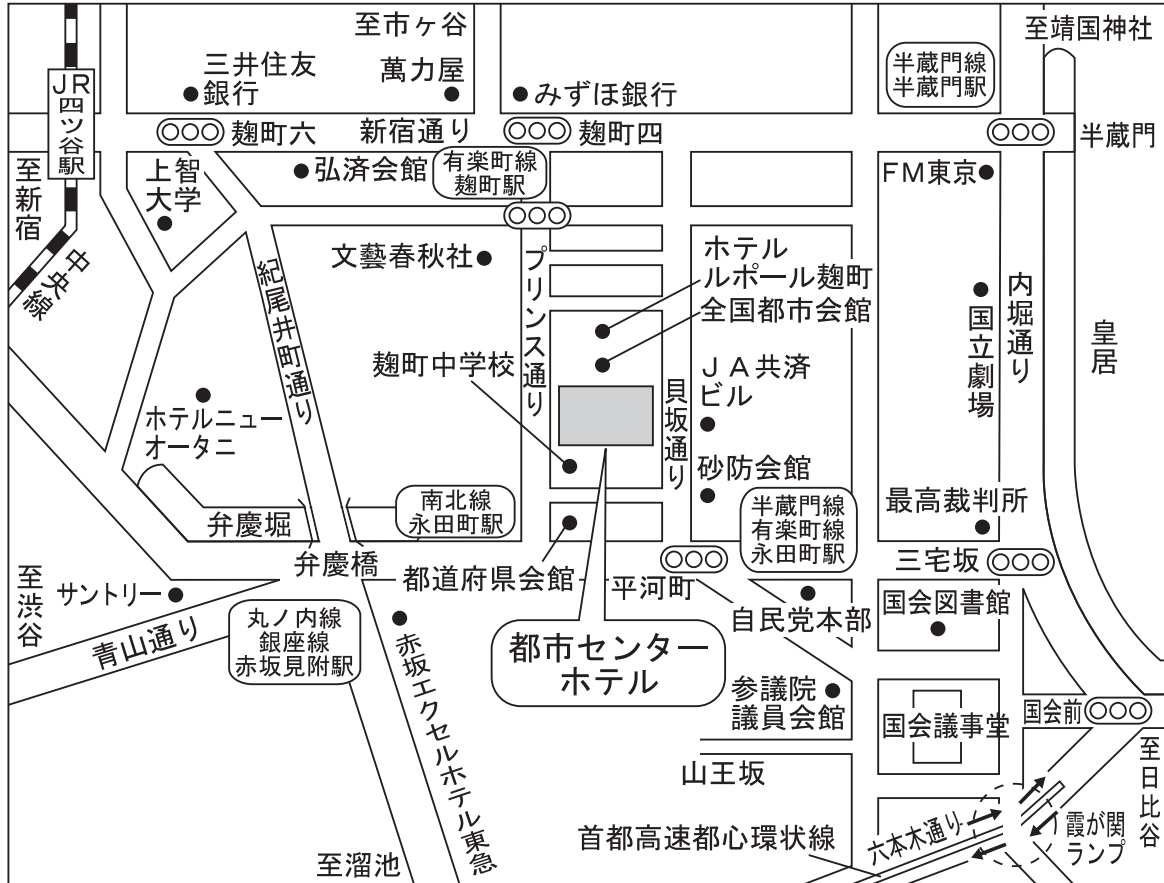 至市ヶ谷
至靖国神社
三井住友
銀行
萬力屋
みずほ銀行
半蔵門線
半蔵門駅
JR四ツ谷駅
麹町六
新宿通り
麹町四
半蔵門
至新宿
上智
大学
弘済会館
有楽町線
麹町駅
FM東京
中央線
紀尾井町通り
文藝春秋社
プリンス通り
ホテル
ルポール麹町
全国都市会館
国立劇場
内堀通り
皇居
麹町中学校
JA共済
ビル
貝坂通り
ホテルニュー
オータニ
砂防会館
弁慶堀
南北線
永田町駅
半蔵門線
有楽町線
永田町駅
最高裁判所
弁慶橋
都道府県会館
平河町
三宅坂
至渋谷
サントリー
青山通り
丸ノ内線
銀座線
赤坂見附駅
赤坂エクセルホテル東急
都市センター
ホテル
自民党本部
国会図書館
参議院
議員会館
国会議事堂
国会前
山王坂
至日比谷
首都高速都心環状線
六本木通り
霞が関
ランプ
至溜池